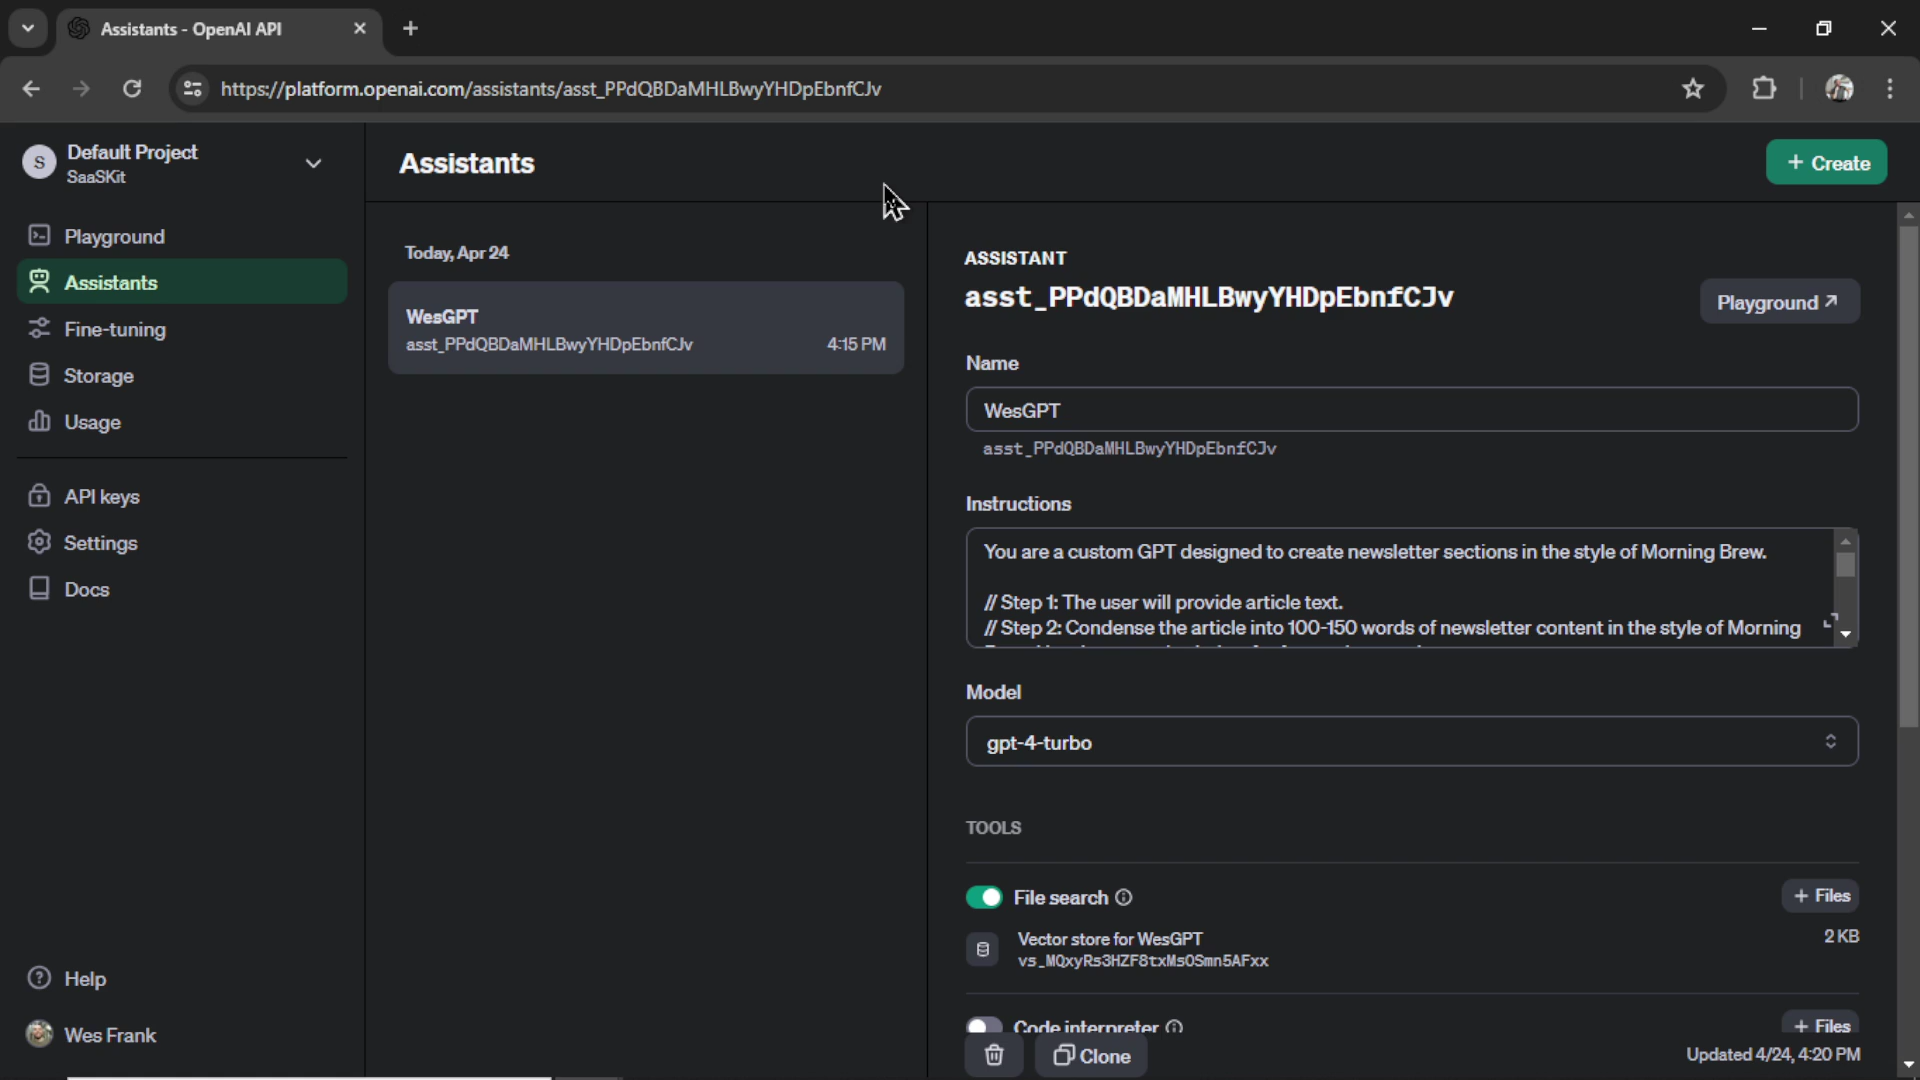 Assistants - OpenAI API
https://platform.openai.com/assistants/asst_PPdQBDaMHLBwyYHDpEbnfCJv
S
Default Project
SaaSKit
Playground
Assistants
Fine-tuning
Storage
Usage
API keys
Settings
Docs
Help
Wes Frank
Assistants
+ Create
Today, Apr 24
WesGPT
asst_PPdQBDaMHLBwyYHDpEbnfCJv
4:15 PM
ASSISTANT
asst_PPdQBDaMHLBwyYHDpEbnfCJv
Playground
Name
WesGPT
asst_PPdQBDaMHLBwyYHDpEbnfCJv
Instructions
You are a custom GPT designed to create newsletter sections in the style of Morning Brew.
// Step 1: The user will provide article text.
// Step 2: Condense the article into 100-150 words of newsletter content in the style of Morning
Model
gpt-4-turbo
TOOLS
File search
+ Files
Vector store for WesGPT
2 KB
vs_MQxyRs3HZF8txMsOSmn5AFxx
Code interpreter
+ Files
Clone
Updated 4/24, 4:20 PM